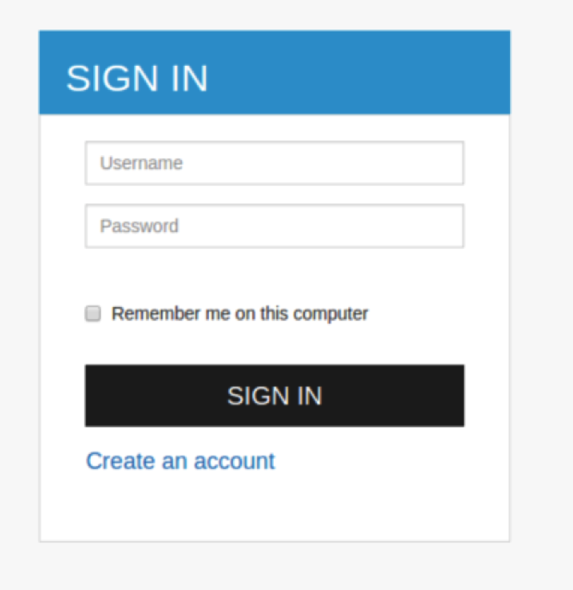 SIGN IN
Username
Password
Remember me on this computer
SIGN IN
Create an account